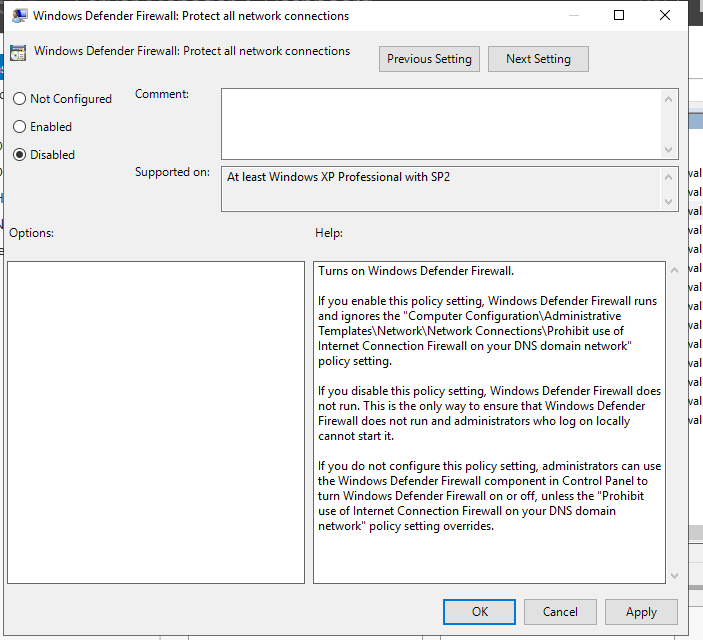 Windows Defender Firewall: Protect all network connections
Windows Defender Firewall: Protect all network connections
Previous Setting
Next Setting
Not Configured
Enabled
Disabled
Comment:
Supported on:
At least Windows XP Professional with SP2
Options:
Help:
Turns on Windows Defender Firewall.
If you enable this policy setting, Windows Defender Firewall runs
and ignores the "Computer Configuration\Administrative
Templates\Network\Network Connections\Prohibit use of
Internet Connection Firewall on your DNS domain network"
policy setting.
If you disable this policy setting, Windows Defender Firewall does
not run. This is the only way to ensure that Windows Defender
Firewall does not run and administrators who log on locally
cannot start it.
If you do not configure this policy setting, administrators can use
the Windows Defender Firewall component in Control Panel to
turn Windows Defender Firewall on or off, unless the "Prohibit
use of Internet Connection Firewall on your DNS domain
network" policy setting overrides.
OK
Cancel
Apply